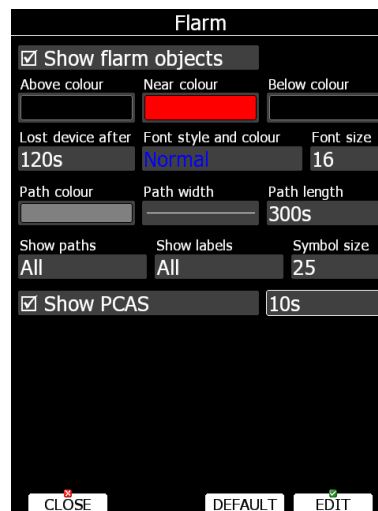 Flarm
Show flarm objects
Above colour Near colour Below colour
Lost device after Font style and colour Font size
120s Normal 16
Path colour Path width Path length
300s
Show paths Show labels Symbol size
All All 25
Show PCAS 10s
CLOSE DEFAULT EDIT